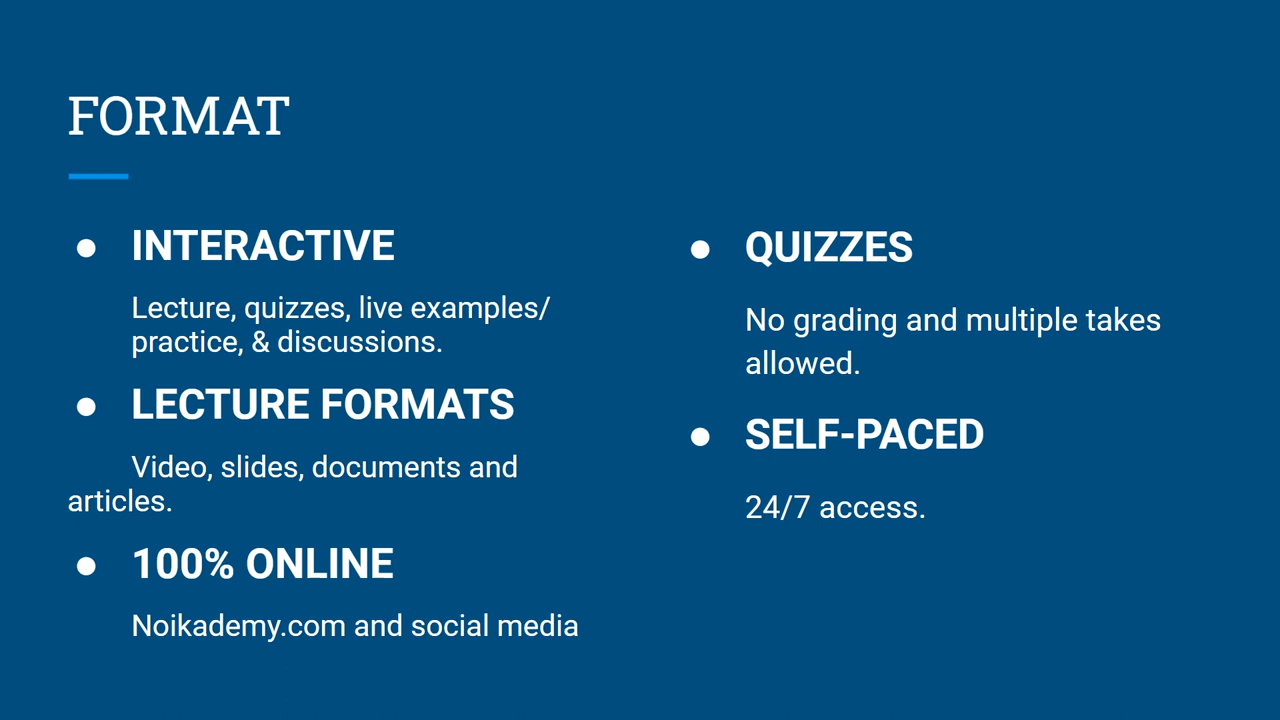 FORMAT
● INTERACTIVE
Lecture, quizzes, live examples/
practice, & discussions.
● LECTURE FORMATS
Video, slides, documents and
articles.
● 100% ONLINE
Noikademy.com and social media
● QUIZZES
No grading and multiple takes
allowed.
● SELF-PACED
24/7 access.